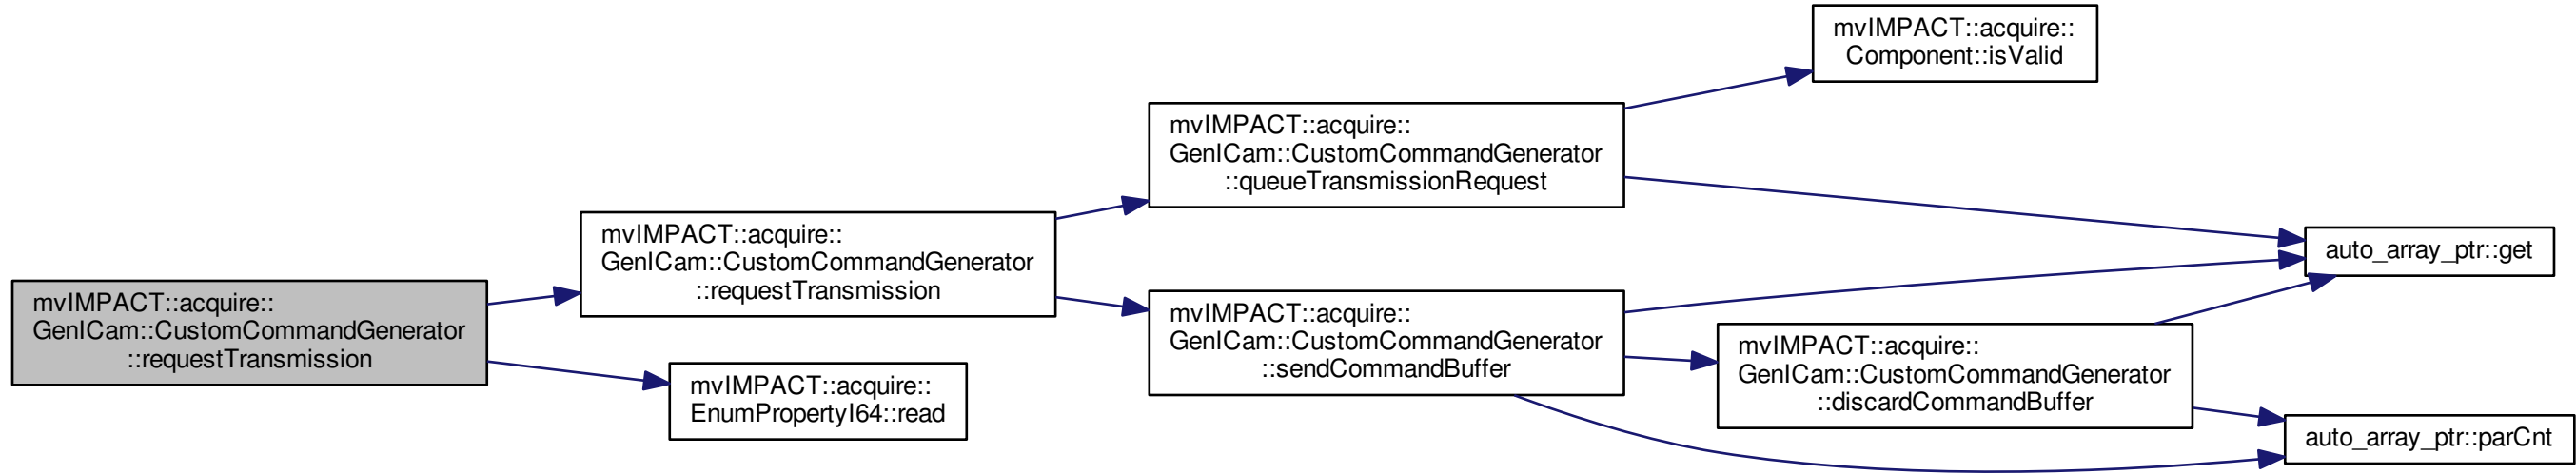 mvIMPACT::acquire::
GenICam::CustomCommandGenerator
::requestTransmission
mvIMPACT::acquire::
GenICam::CustomCommandGenerator
::requestTransmission
mvIMPACT::acquire::
EnumPropertyI64::read
mvIMPACT::acquire::
GenICam::CustomCommandGenerator
::queueTransmissionRequest
mvIMPACT::acquire::
GenICam::CustomCommandGenerator
::sendCommandBuffer
mvIMPACT::acquire::
Component::isValid
mvIMPACT::acquire::
GenICam::CustomCommandGenerator
::discardCommandBuffer
auto_array_ptr::get
auto_array_ptr::parCnt